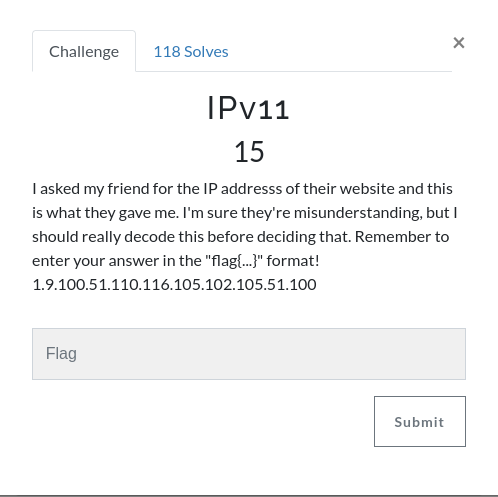 Challenge
118 Solves
×
IPv11
15
I asked my friend for the IP addresss of their website and this
is what they gave me. I'm sure they're misunderstanding, but I
should really decode this before deciding that. Remember to
enter your answer in the "flag{...}" format!
1.9.100.51.110.116.105.102.105.51.100
Flag
Submit